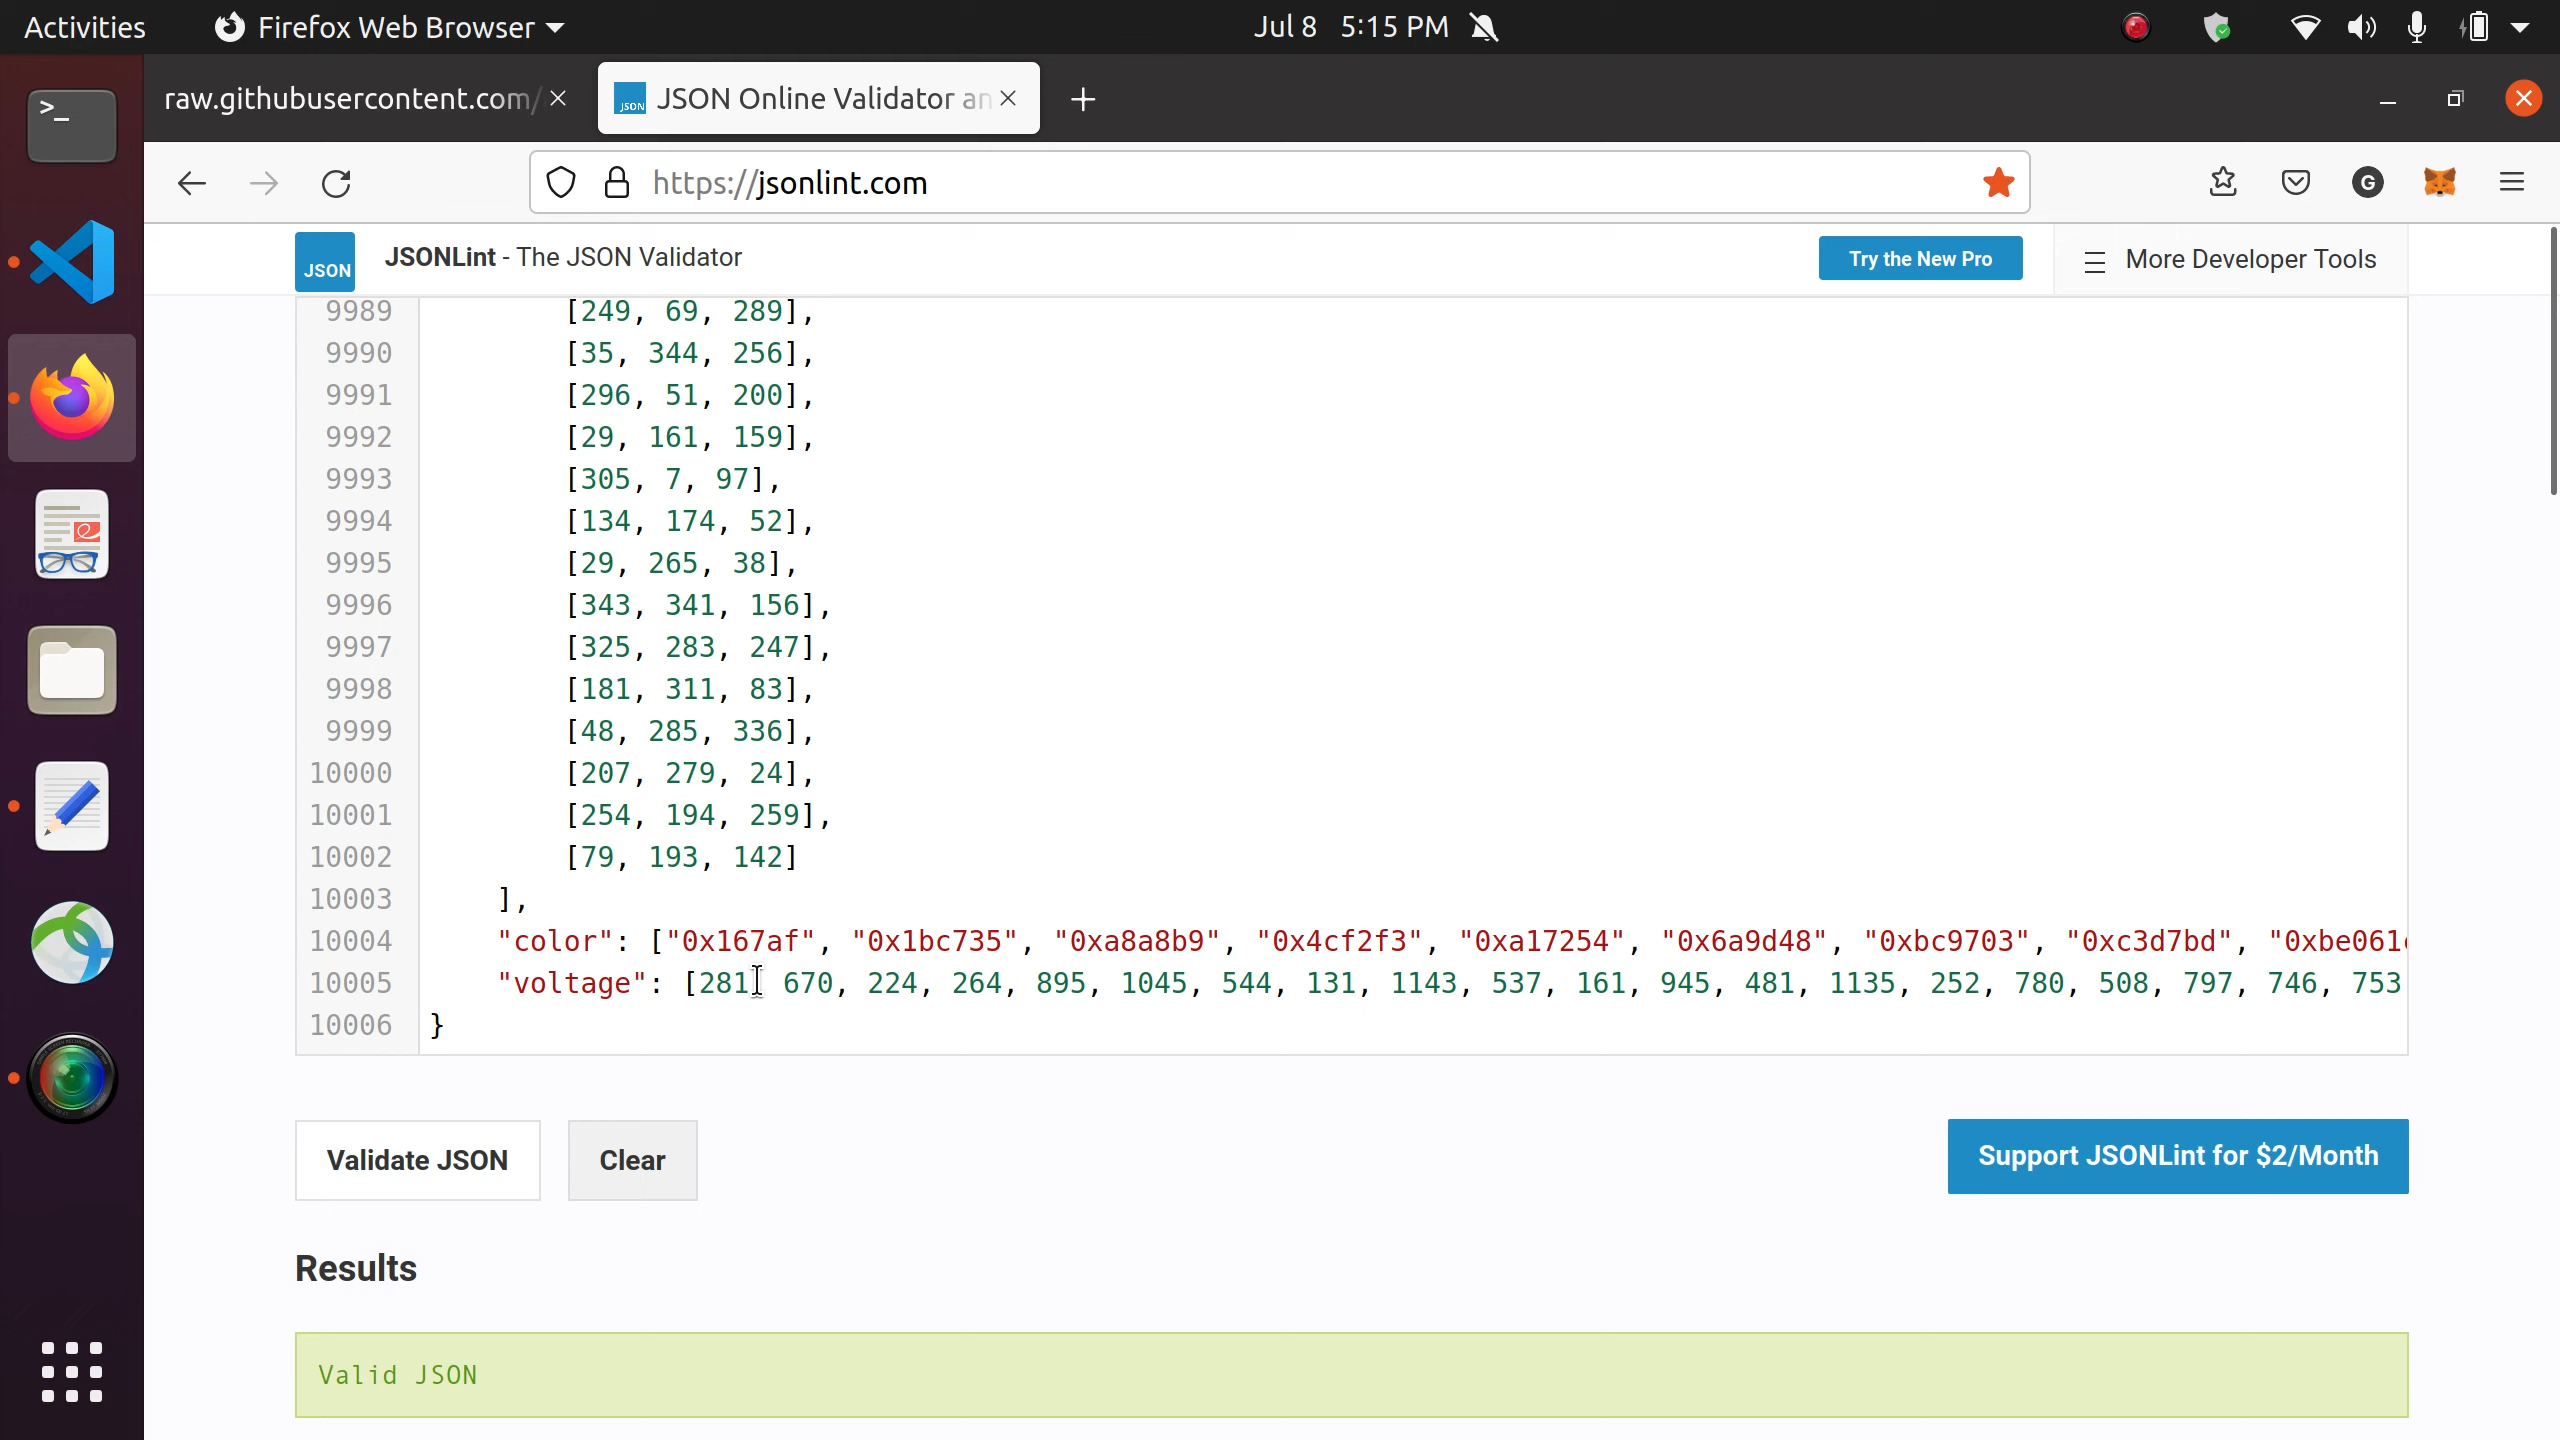 Activities
Firefox Web Browser
Jul 8 5:15 PM
raw.githubusercontent.com/
JSON
JSON Online Validator an
https://jsonlint.com
G
JSON
JSONLint - The JSON Validator
Try the New Pro
More Developer Tools
9989 [249, 69, 289],
9990 [35, 344, 256],
9991 [296, 51, 200],
9992 [29, 161, 159],
9993 [305, 7, 97],
9994 [134, 174, 52],
9995 [29, 265, 38],
9996 [343, 341, 156],
9997 [325, 283, 247],
9998 [181, 311, 83],
9999 [48, 285, 336],
10000 [207, 279, 24],
10001 [254, 194, 259],
10002 [79, 193, 142]
10003 ],
10004 "color": ["0x167af", "0x1bc735", "0xa8a8b9", "0x4cf2f3", "0xa17254", "0x6a9d48", "0xbc9703", "0xc3d7bd", "0xbe061
10005 "voltage": [281, 670, 224, 264, 895, 1045, 544, 131, 1143, 537, 161, 945, 481, 1135, 252, 780, 508, 797, 746, 753
10006 }
Validate JSON
Clear
Support JSONLint for $2/Month
Results
Valid JSON